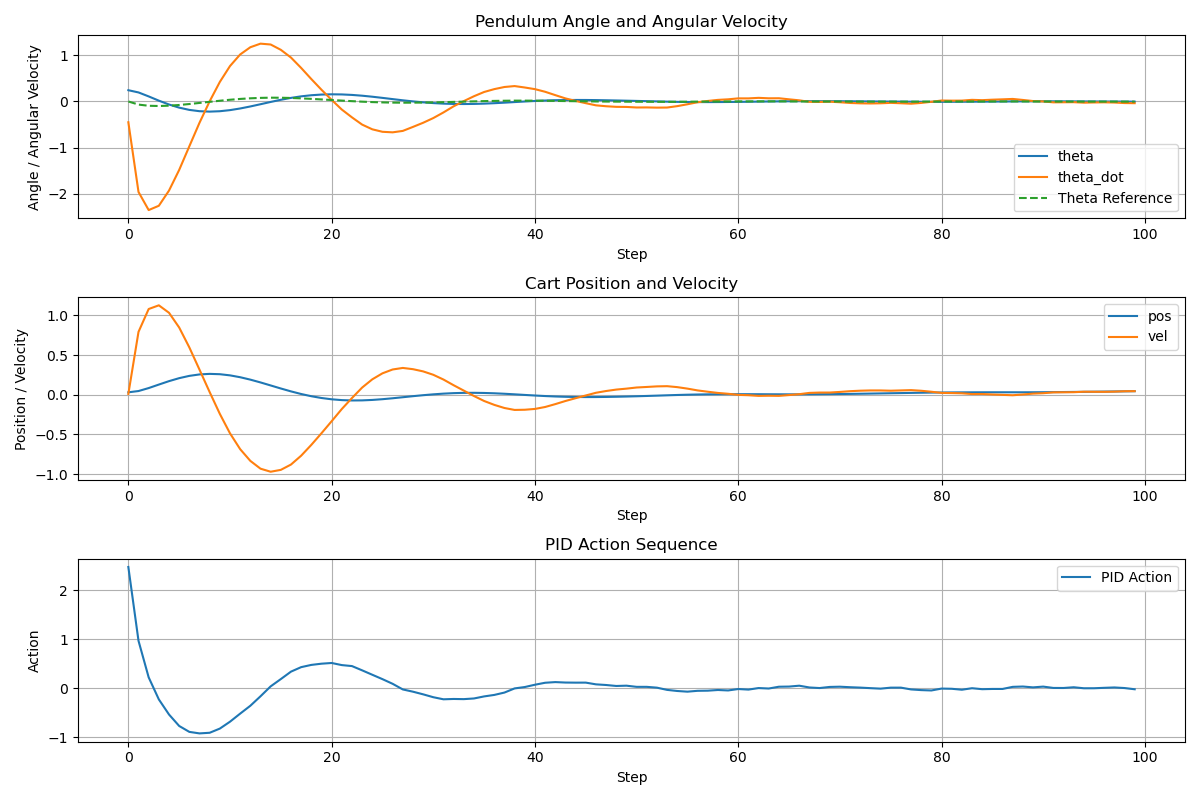 Pendulum Angle and Angular Velocity
Angle / Angular Velocity
1
0
−1
−2
theta
theta_dot
Theta Reference
0 20 40 60 80 100
Step
Cart Position and Velocity
Position / Velocity
1.0
0.5
0.0
−0.5
−1.0
pos
vel
0 20 40 60 80 100
Step
PID Action Sequence
Action
2
1
0
−1
PID Action
0 20 40 60 80 100
Step